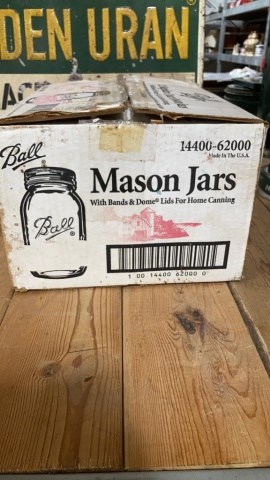 DEN URAN
Ball
14400-62000
Made In The U.S.A.
Mason Jars
With Bands & Dome® Lids For Home Canning
Ball®
1 00 14400 62000 0